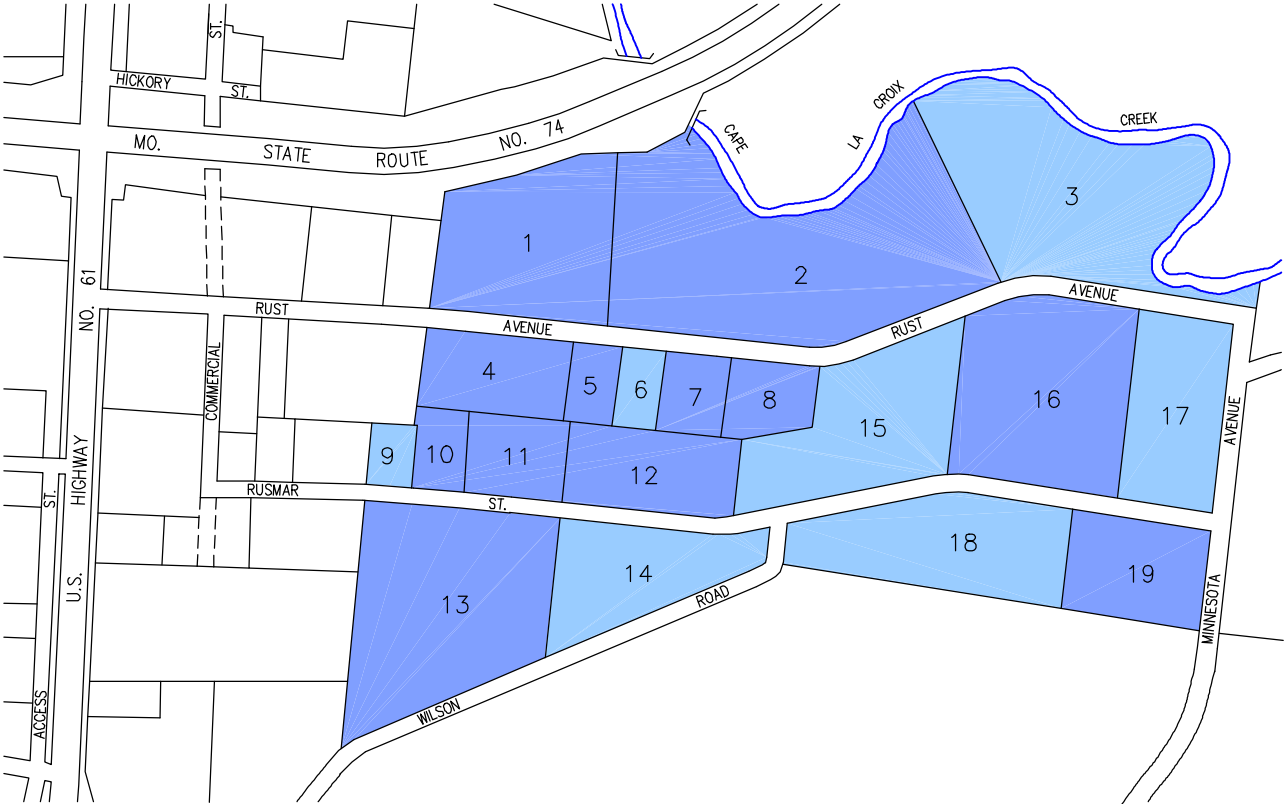 ST.
HICKORY
ST.
MO. STATE ROUTE NO. 74
CAPE LA CROIX CREEK
U.S. HIGHWAY NO. 61
COMMERCIAL
RUST AVENUE RUST AVENUE
RUSMAR ST.
WILSON ROAD
MINNESOTA AVENUE
ACCESS ST.
1
2
3
4
5
6
7
8
9
10
11
12
13
14
15
16
17
18
19